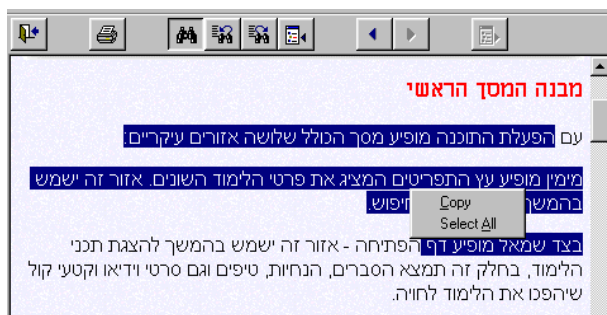 מבנה המסך הראשי
עם הפעלת התוכנה מופיע מסך הכולל שלושה אזורים עיקריים:
מימין מופיע עץ התפריטים המציג את פרטי הלימוד השונים. אזור זה ישמש
בהמשך חיפוש.
Copy
Select All
בצד שמאל מופיע דף הפתיחה - אזור זה ישמש בהמשך להצגת תכני
הלימוד, בחלק זה תמצא הסברים, הנחיות, טיפים וגם סרטי וידיאו וקטעי קול
שיהפכו את הלימוד לחויה.